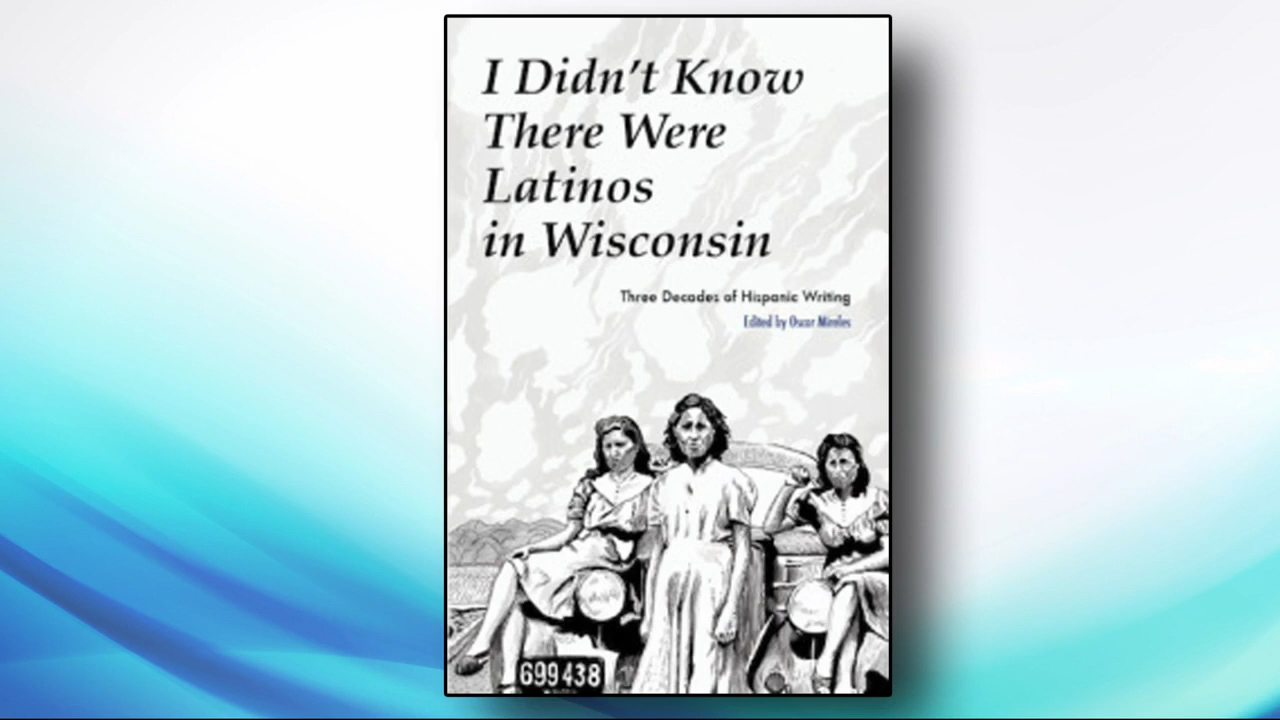 I Didn't Know
There Were
Latinos
in Wisconsin
Three Decades of Hispanic Writing
Edited by Oscar Mireles
699438